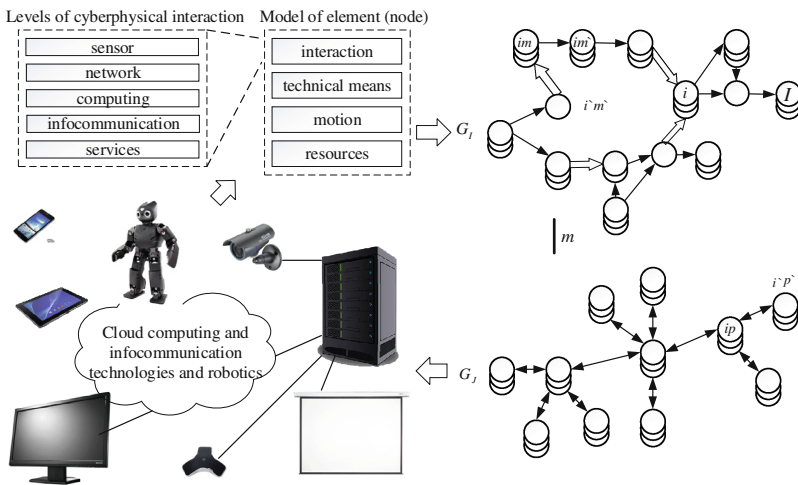 Levels of cyberphysical interaction
sensor
network
computing
infocommunication
services
Model of element (node)
interaction
technical means
motion
resources
G_I
im
im`
i`m`
i
I
m
Cloud computing and
infocommunication
technologies and robotics
G_J
ip
i`p`